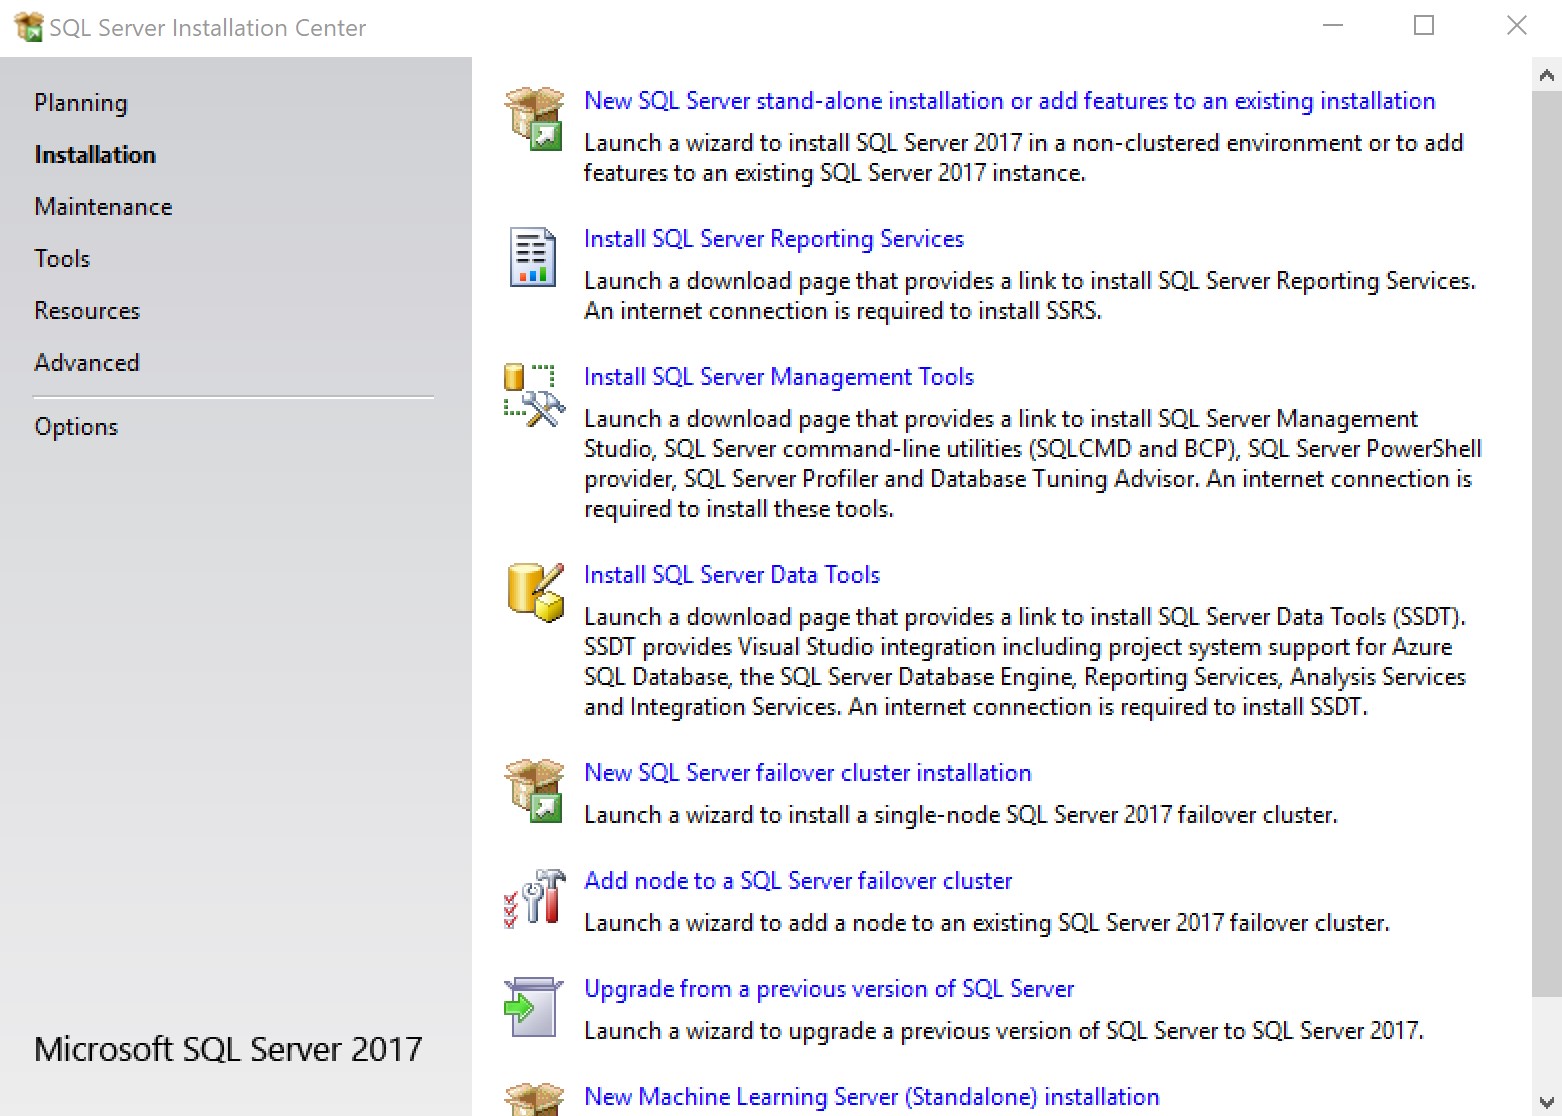 SQL Server Installation Center
Planning
Installation
Maintenance
Tools
Resources
Advanced
Options
Microsoft SQL Server 2017
New SQL Server stand-alone installation or add features to an existing installation
Launch a wizard to install SQL Server 2017 in a non-clustered environment or to add
features to an existing SQL Server 2017 instance.
Install SQL Server Reporting Services
Launch a download page that provides a link to install SQL Server Reporting Services.
An internet connection is required to install SSRS.
Install SQL Server Management Tools
Launch a download page that provides a link to install SQL Server Management
Studio, SQL Server command-line utilities (SQLCMD and BCP), SQL Server PowerShell
provider, SQL Server Profiler and Database Tuning Advisor. An internet connection is
required to install these tools.
Install SQL Server Data Tools
Launch a download page that provides a link to install SQL Server Data Tools (SSDT).
SSDT provides Visual Studio integration including project system support for Azure
SQL Database, the SQL Server Database Engine, Reporting Services, Analysis Services
and Integration Services. An internet connection is required to install SSDT.
New SQL Server failover cluster installation
Launch a wizard to install a single-node SQL Server 2017 failover cluster.
Add node to a SQL Server failover cluster
Launch a wizard to add a node to an existing SQL Server 2017 failover cluster.
Upgrade from a previous version of SQL Server
Launch a wizard to upgrade a previous version of SQL Server to SQL Server 2017.
New Machine Learning Server (Standalone) installation